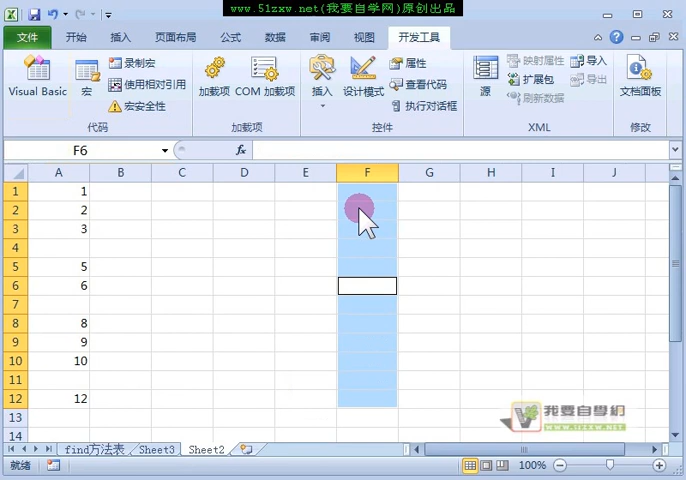 www.51zxw.net(我要自学网)原创出品
文件 开始 插入 页面布局 公式 数据 审阅 视图 开发工具
Visual Basic 宏 录制宏 使用相对引用 宏安全性
代码
加载项 COM 加载项
加载项
插入 设计模式 属性 查看代码 执行对话框
控件
源 映射属性 扩展包 刷新数据 导入 导出
XML
文档面板
修改
F6 fx
A B C D E F G H I J
1 1
2 2
3 3
4
5 5
6 6
7
8 8
9 9
10 10
11
12 12
13
14
我要自學網
WWW.51ZXW.NET
find方法表 Sheet3 Sheet2
就绪 100%